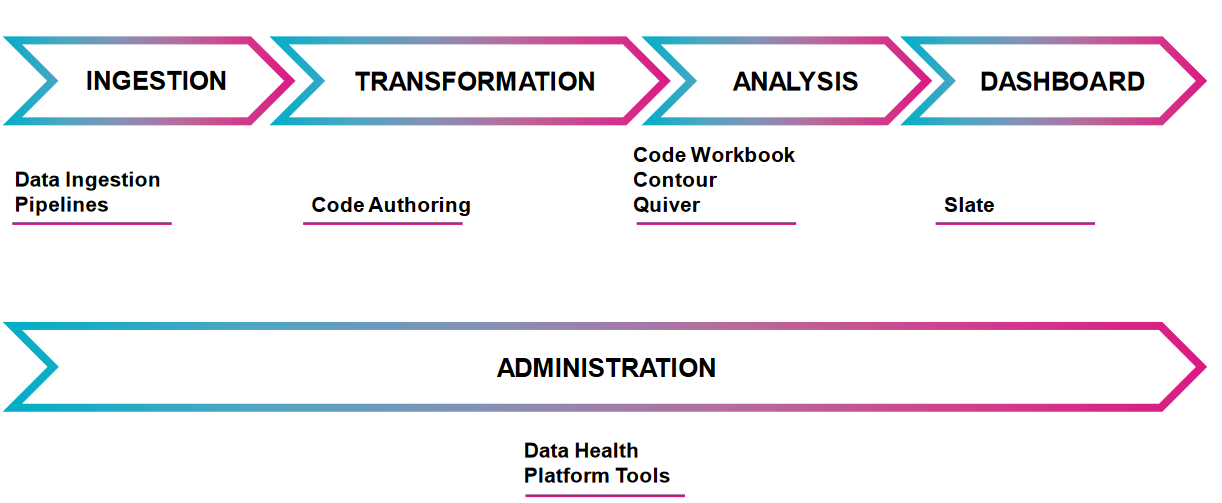 INGESTION
TRANSFORMATION
ANALYSIS
DASHBOARD
Data Ingestion
Pipelines
Code Authoring
Code Workbook
Contour
Quiver
Slate
ADMINISTRATION
Data Health
Platform Tools